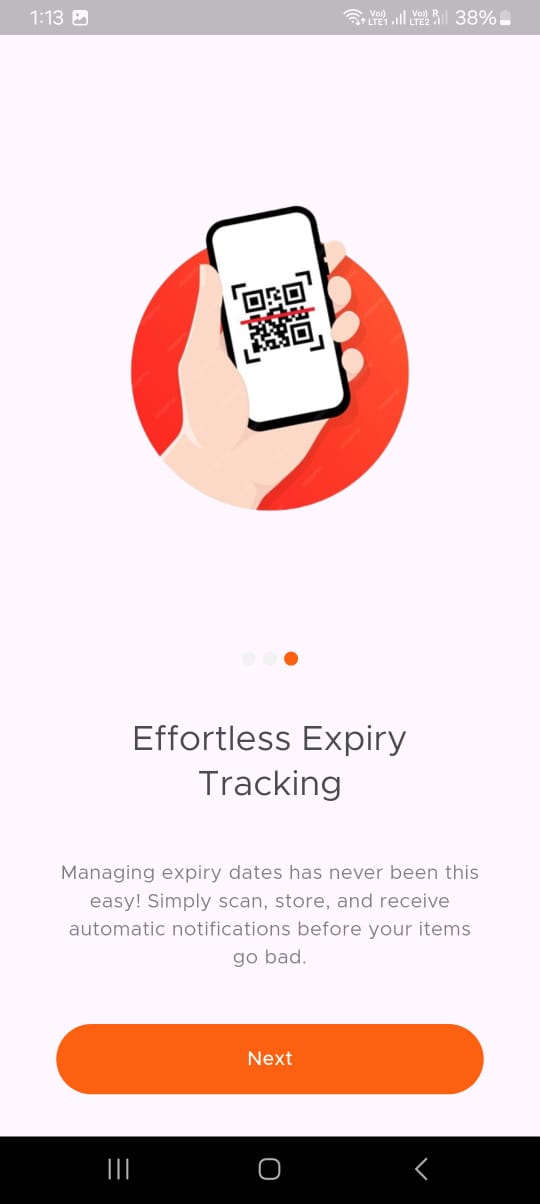 1:13 Vo) LTE1 Vo) R LTE2 38%
Effortless Expiry
Tracking
Managing expiry dates has never been this
easy! Simply scan, store, and receive
automatic notifications before your items
go bad.
Next